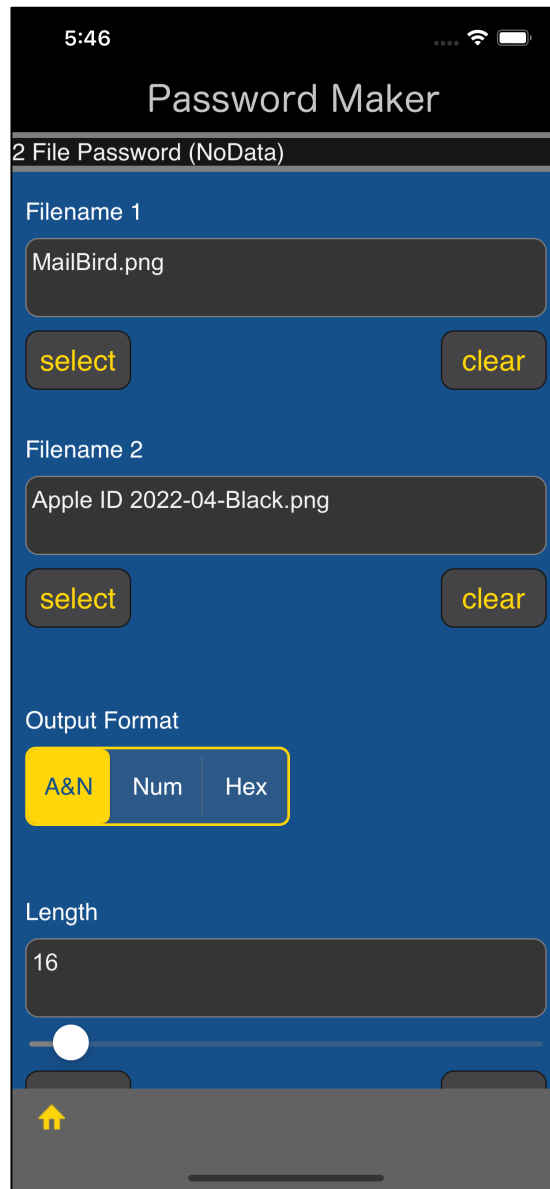 5:46
Password Maker
2 File Password (NoData)
Filename 1
MailBird.png
select
clear
Filename 2
Apple ID 2022-04-Black.png
select
clear
Output Format
A&N
Num
Hex
Length
16